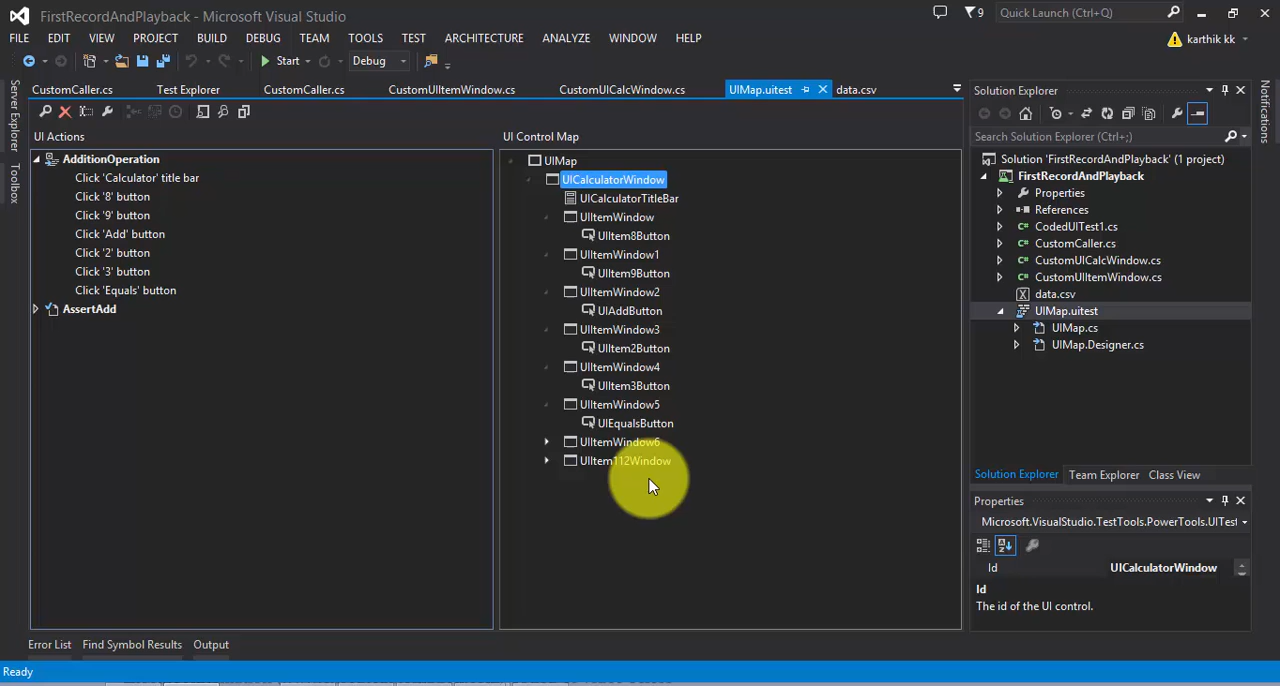 FirstRecordAndPlayback - Microsoft Visual Studio
9
Quick Launch (Ctrl+Q)
FILE EDIT VIEW PROJECT BUILD DEBUG TEAM TOOLS TEST ARCHITECTURE ANALYZE WINDOW HELP
karthik kk
Start Debug
Server Explorer
Toolbox
CustomCaller.cs Test Explorer CustomCaller.cs CustomUIItemWindow.cs CustomUICalcWindow.cs UIMap.uitest data.csv
UI Actions
AdditionOperation
Click 'Calculator' title bar
Click '8' button
Click '9' button
Click 'Add' button
Click '2' button
Click '3' button
Click 'Equals' button
AssertAdd
UI Control Map
UIMap
UICalculatorWindow
UICalculatorTitleBar
UIItemWindow
UIItem8Button
UIItemWindow1
UIItem9Button
UIItemWindow2
UIAddButton
UIItemWindow3
UIItem2Button
UIItemWindow4
UIItem3Button
UIItemWindow5
UIEqualsButton
UIItemWindow6
UIItem112Window
Solution Explorer
Search Solution Explorer (Ctrl+;)
Solution 'FirstRecordAndPlayback' (1 project)
FirstRecordAndPlayback
Properties
References
CodedUITest1.cs
CustomCaller.cs
CustomUICalcWindow.cs
CustomUIItemWindow.cs
data.csv
UIMap.uitest
UIMap.cs
UIMap.Designer.cs
Solution Explorer Team Explorer Class View
Properties
Microsoft.VisualStudio.TestTools.PowerTools.UITest
Id UICalculatorWindow
Id
The id of the UI control.
Notifications
Error List Find Symbol Results Output
Ready